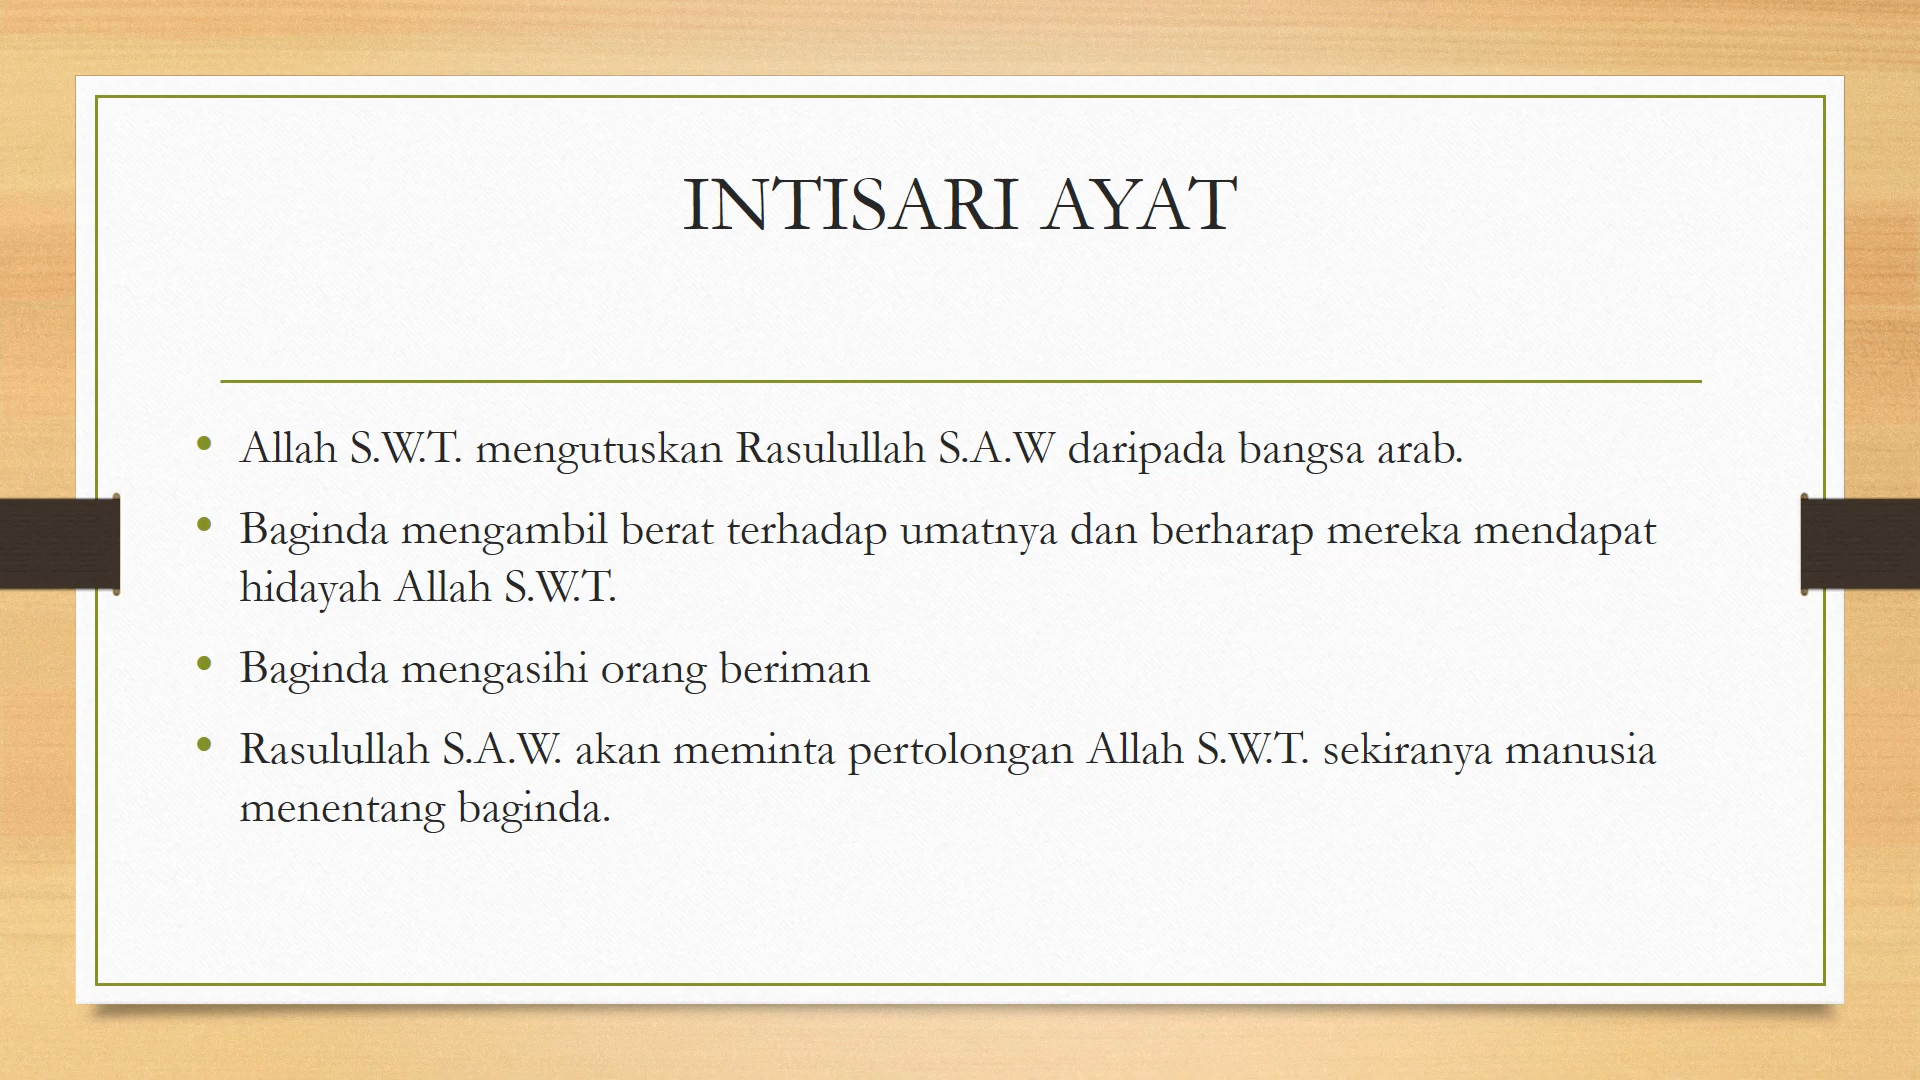 INTISARI AYAT
• Allah S.W.T. mengutuskan Rasulullah S.A.W daripada bangsa arab.
• Baginda mengambil berat terhadap umatnya dan berharap mereka mendapat
hidayah Allah S.W.T.
• Baginda mengasihi orang beriman
• Rasulullah S.A.W. akan meminta pertolongan Allah S.W.T. sekiranya manusia
menentang baginda.